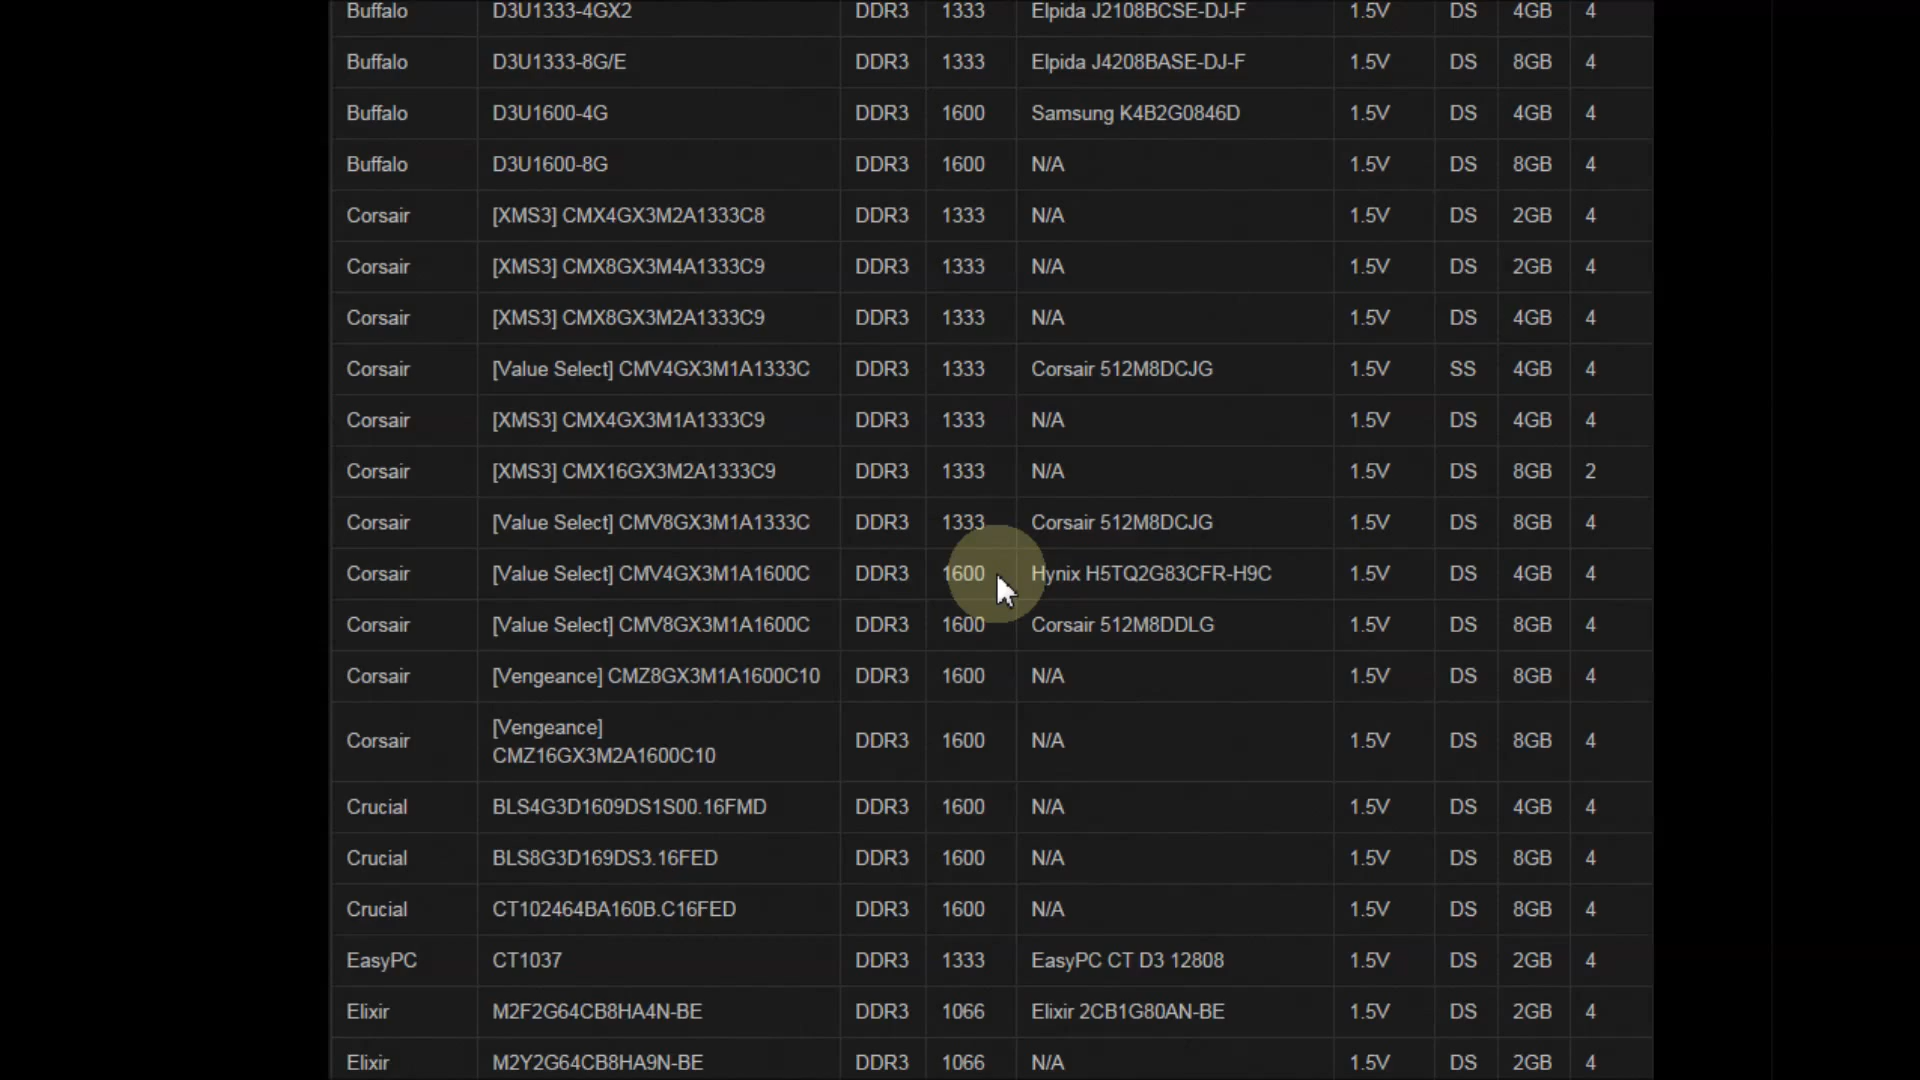 Buffalo D3U1333-4GX2 DDR3 1333 Elpida J2108BCSE-DJ-F 1.5V DS 4GB 4
Buffalo D3U1333-8G/E DDR3 1333 Elpida J4208BASE-DJ-F 1.5V DS 8GB 4
Buffalo D3U1600-4G DDR3 1600 Samsung K4B2G0846D 1.5V DS 4GB 4
Buffalo D3U1600-8G DDR3 1600 N/A 1.5V DS 8GB 4
Corsair [XMS3] CMX4GX3M2A1333C8 DDR3 1333 N/A 1.5V DS 2GB 4
Corsair [XMS3] CMX8GX3M4A1333C9 DDR3 1333 N/A 1.5V DS 2GB 4
Corsair [XMS3] CMX8GX3M2A1333C9 DDR3 1333 N/A 1.5V DS 4GB 4
Corsair [Value Select] CMV4GX3M1A1333C DDR3 1333 Corsair 512M8DCJG 1.5V SS 4GB 4
Corsair [XMS3] CMX4GX3M1A1333C9 DDR3 1333 N/A 1.5V DS 4GB 4
Corsair [XMS3] CMX16GX3M2A1333C9 DDR3 1333 N/A 1.5V DS 8GB 2
Corsair [Value Select] CMV8GX3M1A1333C DDR3 1333 Corsair 512M8DCJG 1.5V DS 8GB 4
Corsair [Value Select] CMV4GX3M1A1600C DDR3 1600 Hynix H5TQ2G83CFR-H9C 1.5V DS 4GB 4
Corsair [Value Select] CMV8GX3M1A1600C DDR3 1600 Corsair 512M8DDLG 1.5V DS 8GB 4
Corsair [Vengeance] CMZ8GX3M1A1600C10 DDR3 1600 N/A 1.5V DS 8GB 4
Corsair [Vengeance]
CMZ16GX3M2A1600C10 DDR3 1600 N/A 1.5V DS 8GB 4
Crucial BLS4G3D1609DS1S00.16FMD DDR3 1600 N/A 1.5V DS 4GB 4
Crucial BLS8G3D169DS3.16FED DDR3 1600 N/A 1.5V DS 8GB 4
Crucial CT102464BA160B.C16FED DDR3 1600 N/A 1.5V DS 8GB 4
EasyPC CT1037 DDR3 1333 EasyPC CT D3 12808 1.5V DS 2GB 4
Elixir M2F2G64CB8HA4N-BE DDR3 1066 Elixir 2CB1G80AN-BE 1.5V DS 2GB 4
Elixir M2Y2G64CB8HA9N-BE DDR3 1066 N/A 1.5V DS 2GB 4